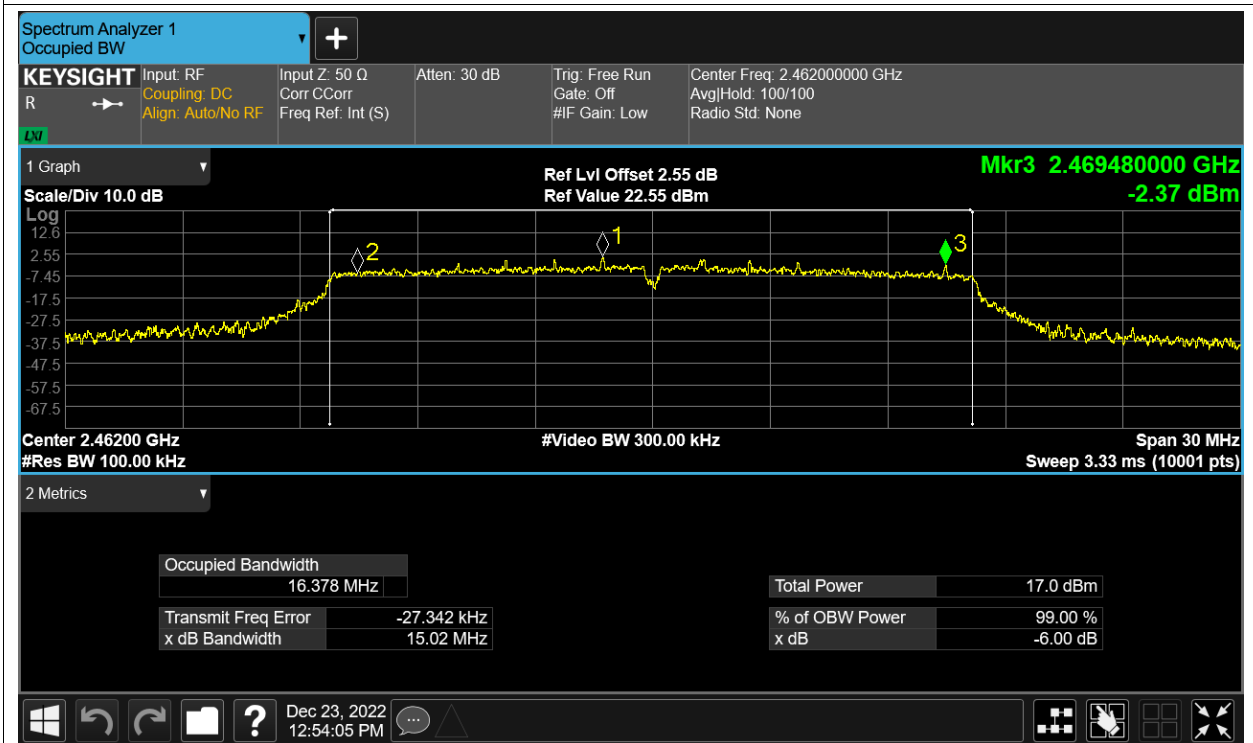 Spectrum Analyzer 1
Occupied BW
+
KEYSIGHT Input: RF Input Z: 50 Ω Atten: 30 dB Trig: Free Run Center Freq: 2.462000000 GHz
R Coupling: DC Corr CCorr Gate: Off Avg|Hold: 100/100
Align: Auto/No RF Freq Ref: Int (S) #IF Gain: Low Radio Std: None
LXI
1 Graph Ref Lvl Offset 2.55 dB Mkr3 2.469480000 GHz
Scale/Div 10.0 dB Ref Value 22.55 dBm -2.37 dBm
Log
12.6
2.55
-7.45
-17.5
-27.5
-37.5
-47.5
-57.5
-67.5
2 1 3
Center 2.46200 GHz #Video BW 300.00 kHz Span 30 MHz
#Res BW 100.00 kHz Sweep 3.33 ms (10001 pts)
2 Metrics
Occupied Bandwidth
16.378 MHz Total Power 17.0 dBm
Transmit Freq Error -27.342 kHz % of OBW Power 99.00 %
x dB Bandwidth 15.02 MHz x dB -6.00 dB
? Dec 23, 2022
12:54:05 PM